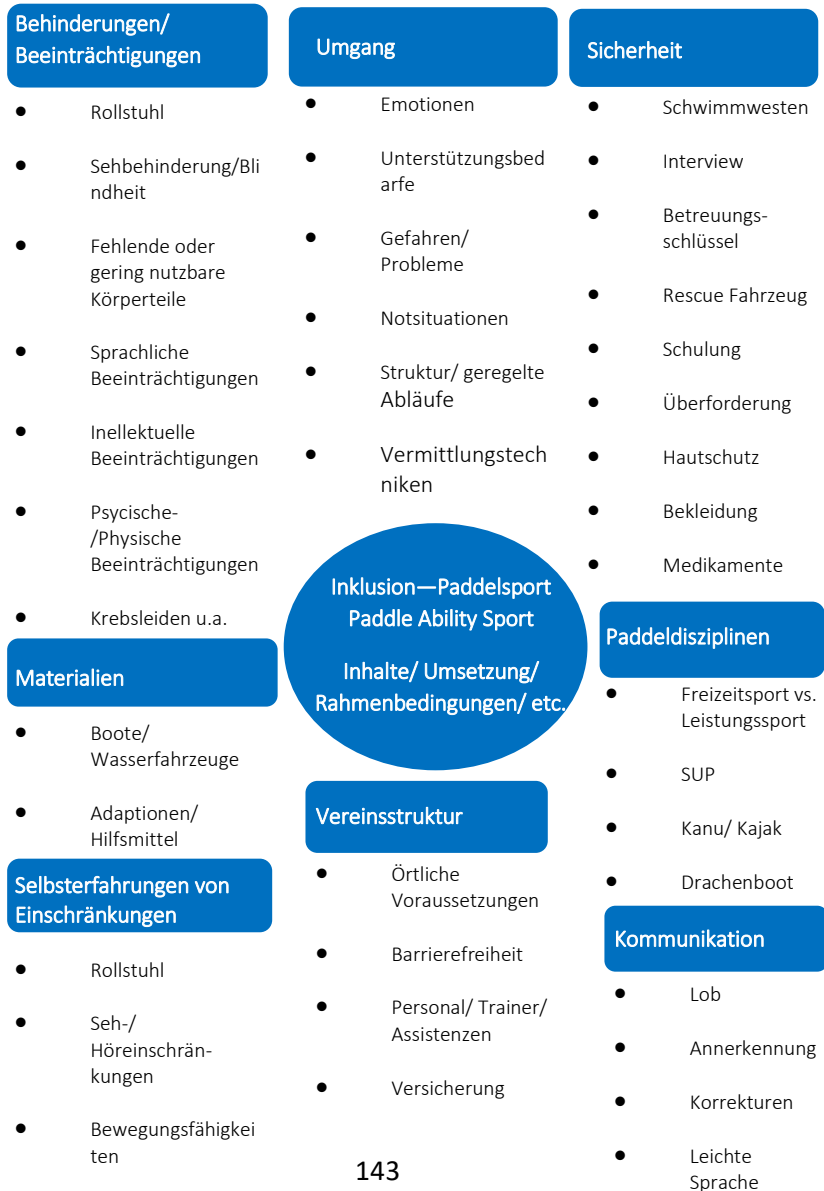 Behinderungen/
Beeinträchtigungen
● Rollstuhl
● Sehbehinderung/Bli
ndheit
● Fehlende oder
gering nutzbare
Körperteile
● Sprachliche
Beeinträchtigungen
● Inellektuelle
Beeinträchtigungen
● Psycische-
/Physische
Beeinträchtigungen
● Krebsleiden u.a.
Materialien
● Boote/
Wasserfahrzeuge
● Adaptionen/
Hilfsmittel
Selbsterfahrungen von
Einschränkungen
● Rollstuhl
● Seh-/
Höreinschrän-
kungen
● Bewegungsfähigkei
ten
Umgang
● Emotionen
● Unterstützungsbed
arfe
● Gefahren/
Probleme
● Notsituationen
● Struktur/ geregelte
Abläufe
● Vermittlungstech
niken
Inklusion—Paddelsport
Paddle Ability Sport
Inhalte/ Umsetzung/
Rahmenbedingungen/ etc.
Vereinsstruktur
● Örtliche
Voraussetzungen
● Barrierefreiheit
● Personal/ Trainer/
Assistenzen
● Versicherung
Sicherheit
● Schwimmwesten
● Interview
● Betreuungs-
schlüssel
● Rescue Fahrzeug
● Schulung
● Überforderung
● Hautschutz
● Bekleidung
● Medikamente
Paddeldisziplinen
● Freizeitsport vs.
Leistungssport
● SUP
● Kanu/ Kajak
● Drachenboot
Kommunikation
● Lob
● Annerkennung
● Korrekturen
● Leichte
Sprache
143